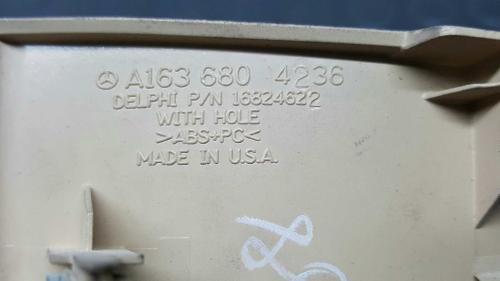 A163 680 4236
DELPHI P/N 16824622
WITH HOLE
>ABS+PC<
MADE IN U.S.A.